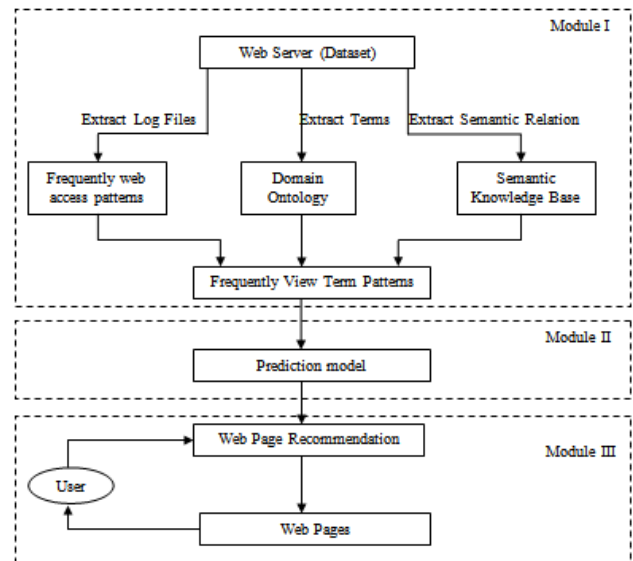 Module I
Web Server (Dataset)
Extract Log Files
Extract Terms
Extract Semantic Relation
Frequently web
access patterns
Domain
Ontology
Semantic
Knowledge Base
Frequently View Term Patterns
Module II
Prediction model
Web Page Recommendation
Module III
User
Web Pages